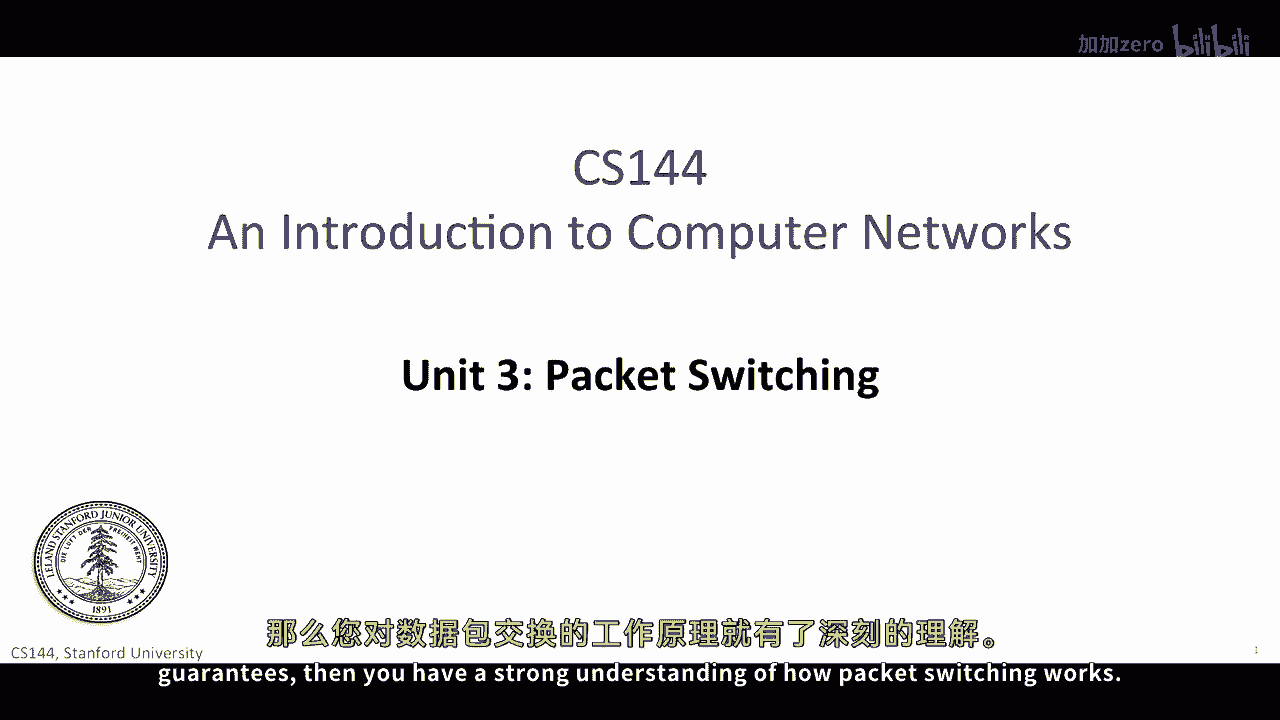 加加zero bilibili
CS144
An Introduction to Computer Networks
Unit 3: Packet Switching
LELAND STANFORD JUNIOR UNIVERSITY
DIE LUFT DER FREIHEIT WEHT
1891
那么您对数据包交换的工作原理就有了深刻的理解。
CS144, Stanford University
1
guarantees, then you have a strong understanding of how packet switching works.